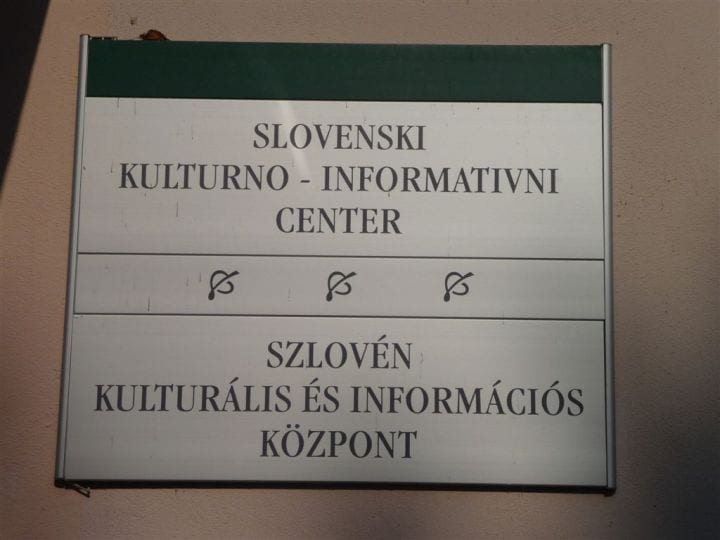 SLOVENSKI
KULTURNO - INFORMATIVNI
CENTER
SZLOVÉN
KULTURÁLIS ÉS INFORMÁCIÓS
KÖZPONT